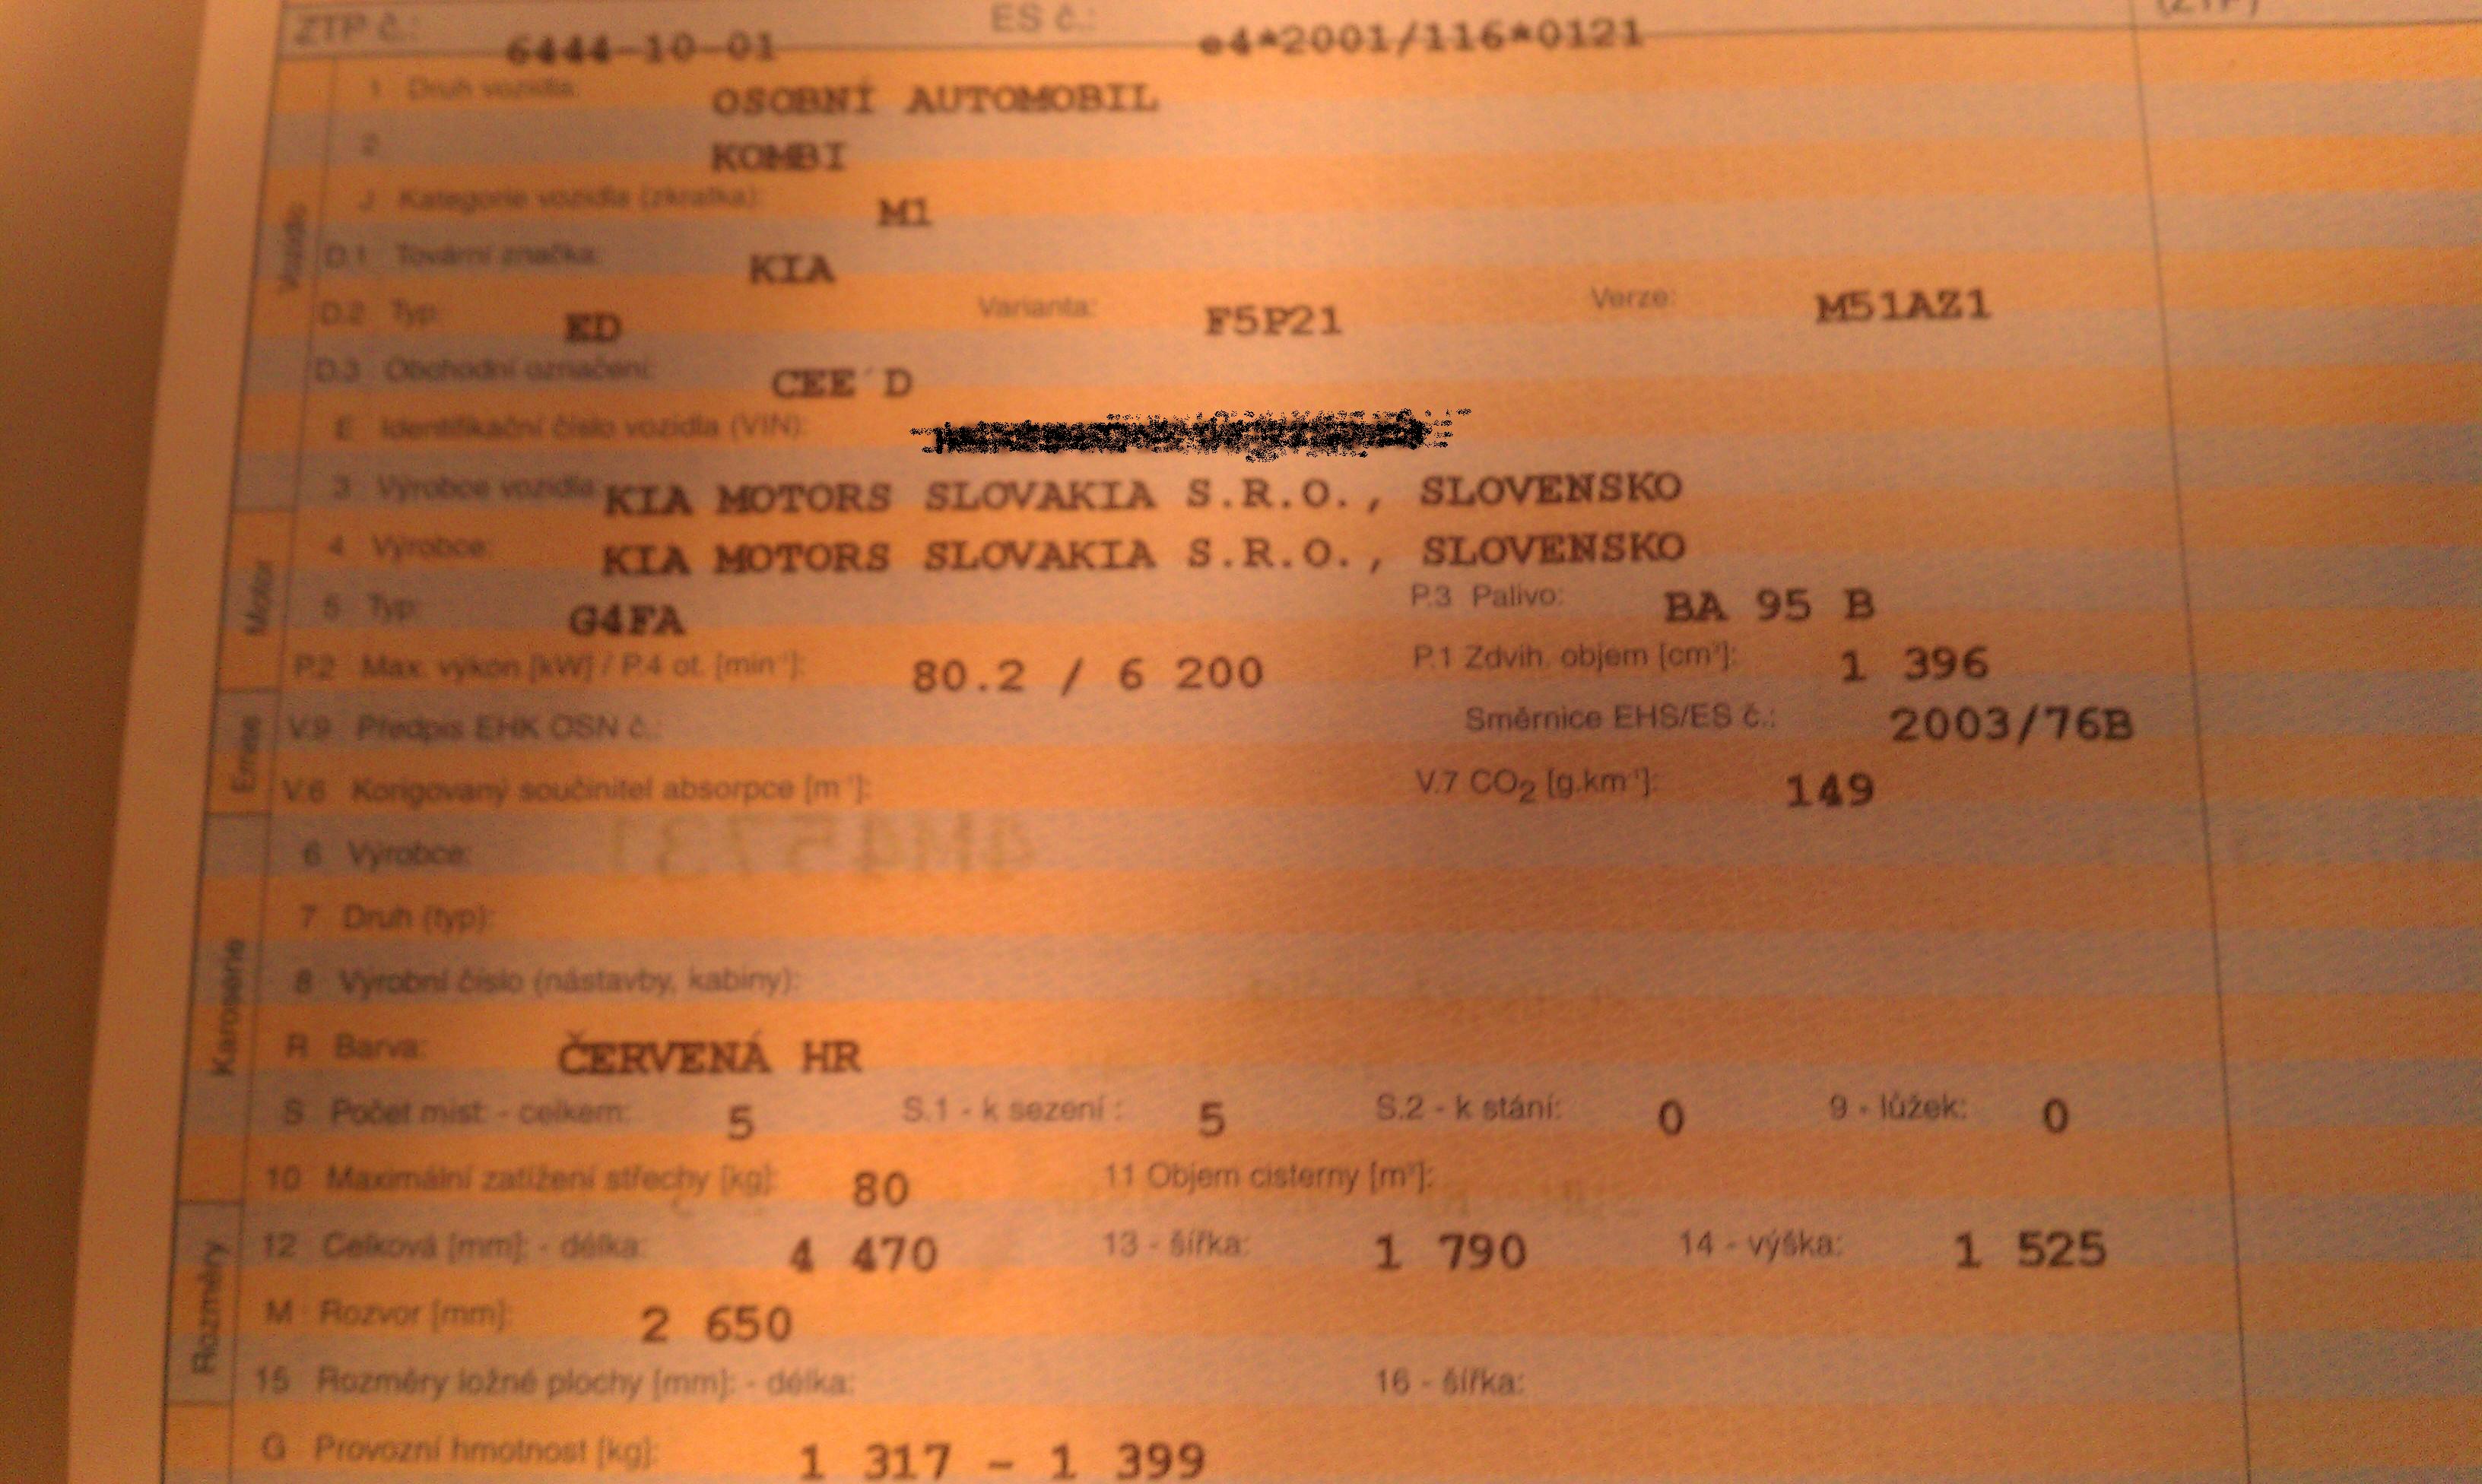 ZTP č.: 6444-10-01 ES č.: e4*2001/116*0121 (ZTP)
1 Druh vozidla: OSOBNÍ AUTOMOBIL
2 KOMBI
J Kategorie vozidla (zkratka): M1
Vozidlo
D.1 Tovární značka: KIA
D.2 Typ: ED Varianta: F5P21 Verze: M51AZ1
D.3 Obchodní označení: CEE´D
E Identifikační číslo vozidla (VIN):
3 Výrobce vozidla: KIA MOTORS SLOVAKIA S.R.O., SLOVENSKO
Motor
4 Výrobce: KIA MOTORS SLOVAKIA S.R.O., SLOVENSKO
5 Typ: G4FA P.3 Palivo: BA 95 B
P.2 Max. výkon [kW] / P.4 ot. [min⁻¹]: 80.2 / 6 200 P.1 Zdvih. objem [cm³]: 1 396
Emise
V.9 Předpis EHK OSN č.: Směrnice EHS/ES č.: 2003/76B
V.6 Korigovaný součinitel absorpce [m⁻¹]: V.7 CO₂ [g.km⁻¹]: 149
Karoserie
6 Výrobce: 4H45731
7 Druh (typ):
8 Výrobní číslo (nástavby, kabiny):
R Barva: ČERVENÁ HR
S Počet míst: - celkem: 5 S.1 - k sezení : 5 S.2 - k stání: 0 9 - lůžek: 0
10 Maximální zatížení střechy [kg]: 80 11 Objem cisterny [m³]:
Rozměry
12 Celková [mm]: - délka: 4 470 13 - šířka: 1 790 14 - výška: 1 525
M Rozvor [mm]: 2 650
15 Rozměry ložné plochy [mm]: - délka: 16 - šířka:
G Provozní hmotnost [kg]: 1 317 - 1 399